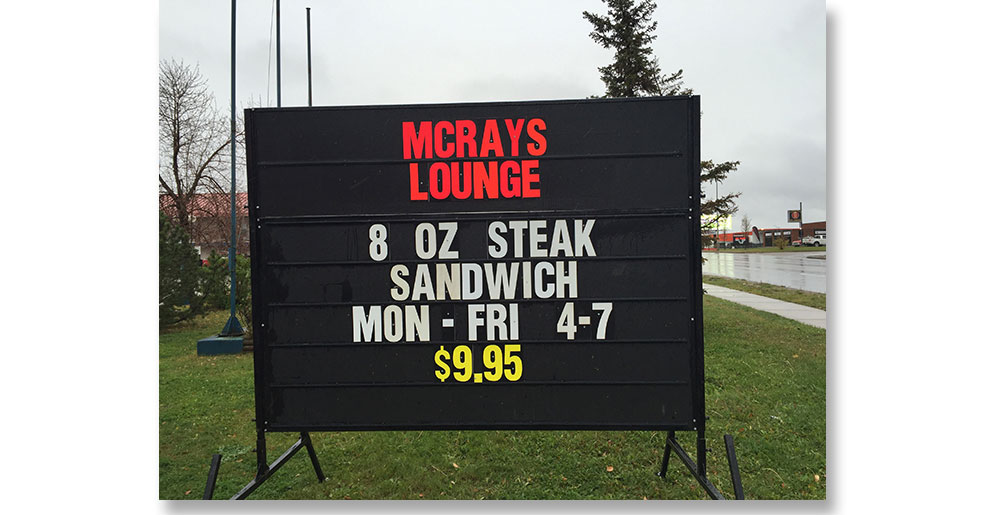 MCRAYS
LOUNGE
8 OZ STEAK
SANDWICH
MON - FRI 4-7
$9.95